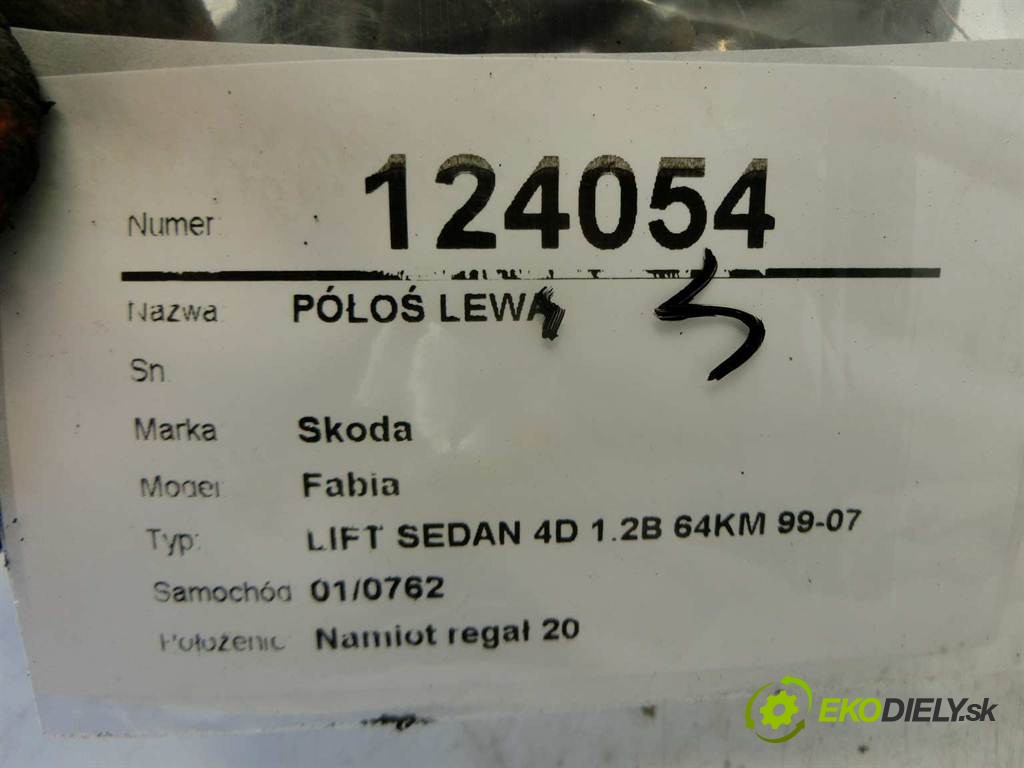 Numer: 124054
Nazwa: PÓŁOŚ LEWA
Sn.
Marka Skoda
Model Fabia
Typ: LIFT SEDAN 4D 1.2B 64KM 99-07
Samochód 01/0762
Położenie Namiot regał 20
EKODIELY.sk